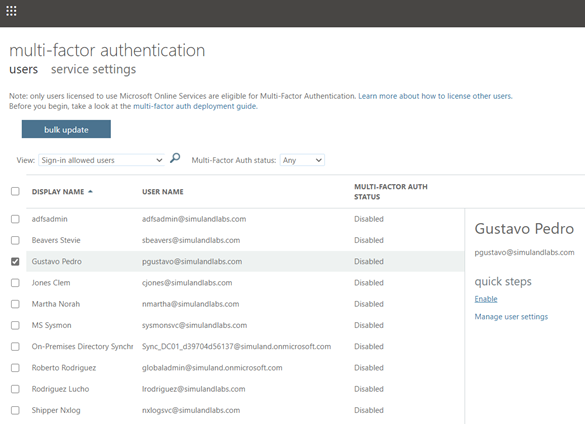 multi-factor authentication
users service settings
Note: only users licensed to use Microsoft Online Services are eligible for Multi-Factor Authentication. Learn more about how to license other users.
Before you begin, take a look at the multi-factor auth deployment guide.
bulk update
View: Sign-in allowed users Multi-Factor Auth status: Any
DISPLAY NAME USER NAME MULTI-FACTOR AUTH STATUS
adfsadmin adfsadmin@simulandlabs.com Disabled
Beavers Stevie sbeavers@simulandlabs.com Disabled
Gustavo Pedro pgustavo@simulandlabs.com Disabled
Jones Clem cjones@simulandlabs.com Disabled
Martha Norah nmartha@simulandlabs.com Disabled
MS Sysmon sysmonsvc@simulandlabs.com Disabled
On-Premises Directory Synchr Sync_DC01_d39704d56137@simuland.onmicrosoft.com Disabled
Roberto Rodriguez globaladmin@simuland.onmicrosoft.com Disabled
Rodriguez Lucho lrodriguez@simulandlabs.com Disabled
Shipper Nxlog nxlogsvc@simulandlabs.com Disabled
Gustavo Pedro
pgustavo@simulandlabs.com
quick steps
Enable
Manage user settings